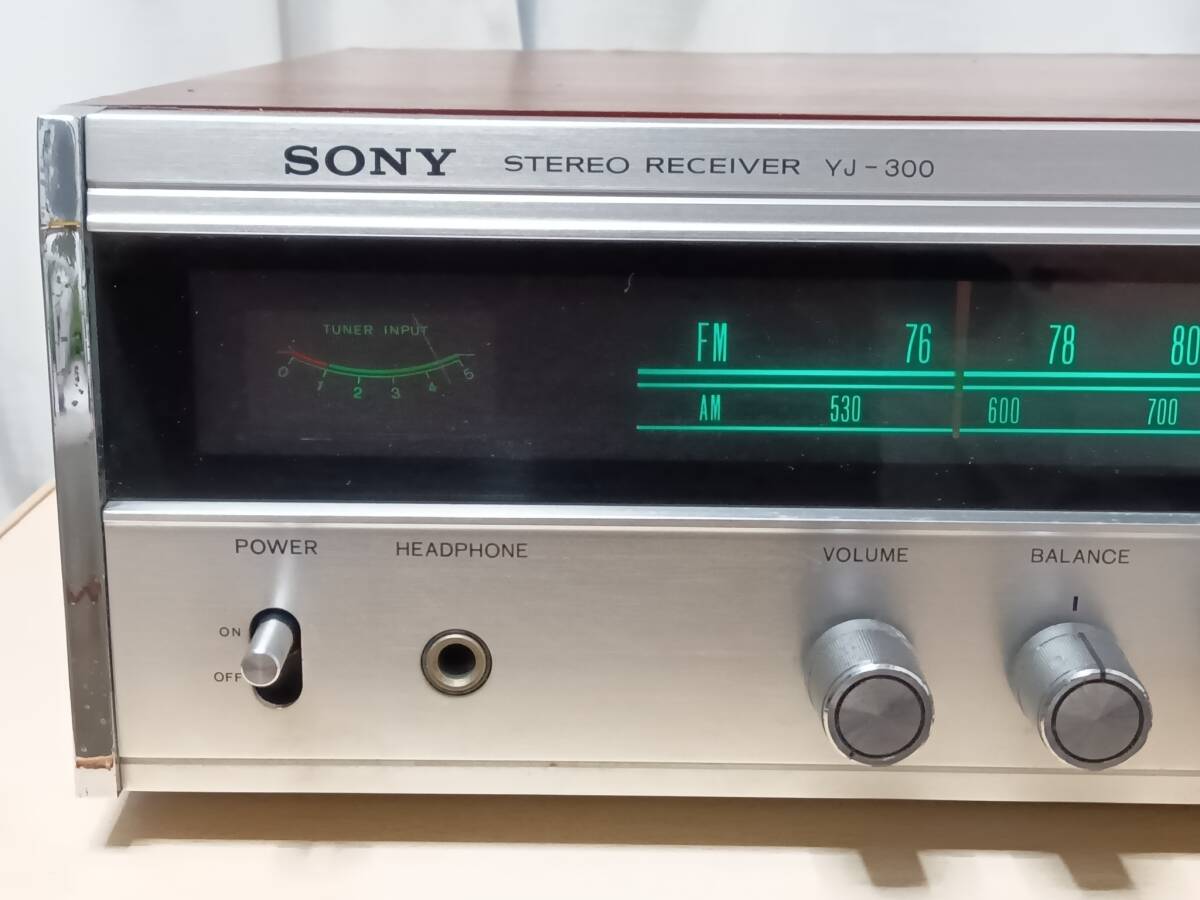 SONY STEREO RECEIVER YJ-300
TUNER INPUT
0 1 2 3 4 5
FM 76 78 80
AM 530 600 700
POWER HEADPHONE VOLUME BALANCE
ON
OFF